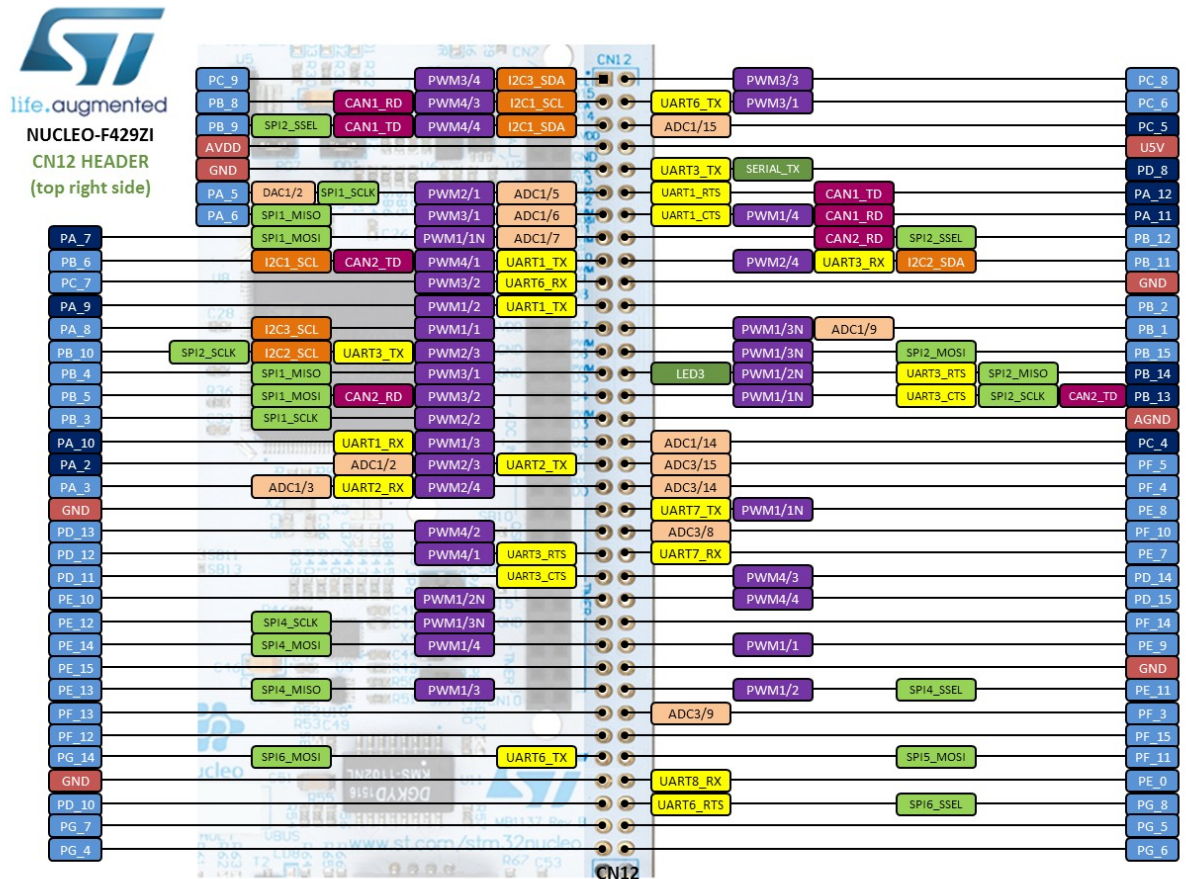 life.augmented
NUCLEO-F429ZI
CN12 HEADER
(top right side)
CN12
PC_9 PWM3/4 I2C3_SDA PWM3/3 PC_8
PB_8 CAN1_RD PWM4/3 I2C1_SCL UART6_TX PWM3/1 PC_6
PB_9 SPI2_SSEL CAN1_TD PWM4/4 I2C1_SDA ADC1/15 PC_5
AVDD U5V
GND UART3_TX SERIAL_TX PD_8
PA_5 DAC1/2 SPI1_SCLK PWM2/1 ADC1/5 UART1_RTS CAN1_TD PA_12
PA_6 SPI1_MISO PWM3/1 ADC1/6 UART1_CTS PWM1/4 CAN1_RD PA_11
PA_7 SPI1_MOSI PWM1/1N ADC1/7 CAN2_RD SPI2_SSEL PB_12
PB_6 I2C1_SCL CAN2_TD PWM4/1 UART1_TX PWM2/4 UART3_RX I2C2_SDA PB_11
PC_7 PWM3/2 UART6_RX GND
PA_9 PWM1/2 UART1_TX PB_2
PA_8 I2C3_SCL PWM1/1 PWM1/3N ADC1/9 PB_1
PB_10 SPI2_SCLK I2C2_SCL UART3_TX PWM2/3 PWM1/3N SPI2_MOSI PB_15
PB_4 SPI1_MISO PWM3/1 LED3 PWM1/2N UART3_RTS SPI2_MISO PB_14
PB_5 SPI1_MOSI CAN2_RD PWM3/2 PWM1/1N UART3_CTS SPI2_SCLK CAN2_TD PB_13
PB_3 SPI1_SCLK PWM2/2 AGND
PA_10 UART1_RX PWM1/3 ADC1/14 PC_4
PA_2 ADC1/2 PWM2/3 UART2_TX ADC3/15 PF_5
PA_3 ADC1/3 UART2_RX PWM2/4 ADC3/14 PF_4
GND UART7_TX PWM1/1N PE_8
PD_13 PWM4/2 ADC3/8 PF_10
PD_12 PWM4/1 UART3_RTS UART7_RX PE_7
PD_11 UART3_CTS PWM4/3 PD_14
PE_10 PWM1/2N PWM4/4 PD_15
PE_12 SPI4_SCLK PWM1/3N PF_14
PE_14 SPI4_MOSI PWM1/4 PWM1/1 PE_9
PE_15 GND
PE_13 SPI4_MISO PWM1/3 PWM1/2 SPI4_SSEL PE_11
PF_13 ADC3/9 PF_3
PF_12 PF_15
PG_14 SPI6_MOSI UART6_TX SPI5_MOSI PF_11
GND UART8_RX PE_0
PD_10 UART6_RTS SPI6_SSEL PG_8
PG_7 PG_5
PG_4 PG_6
www.st.com/stm32nucleo
CN12